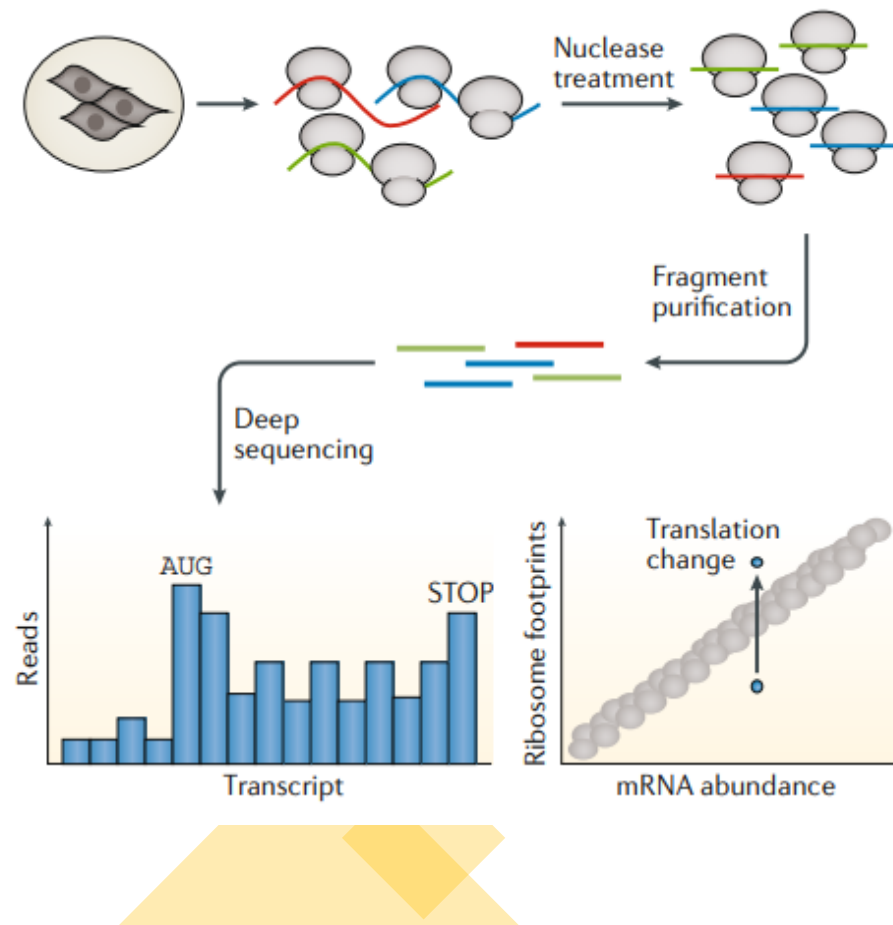 Nuclease
treatment
Fragment
purification
Deep
sequencing
AUG
STOP
Reads
Transcript
Translation
change
Ribosome footprints
mRNA abundance